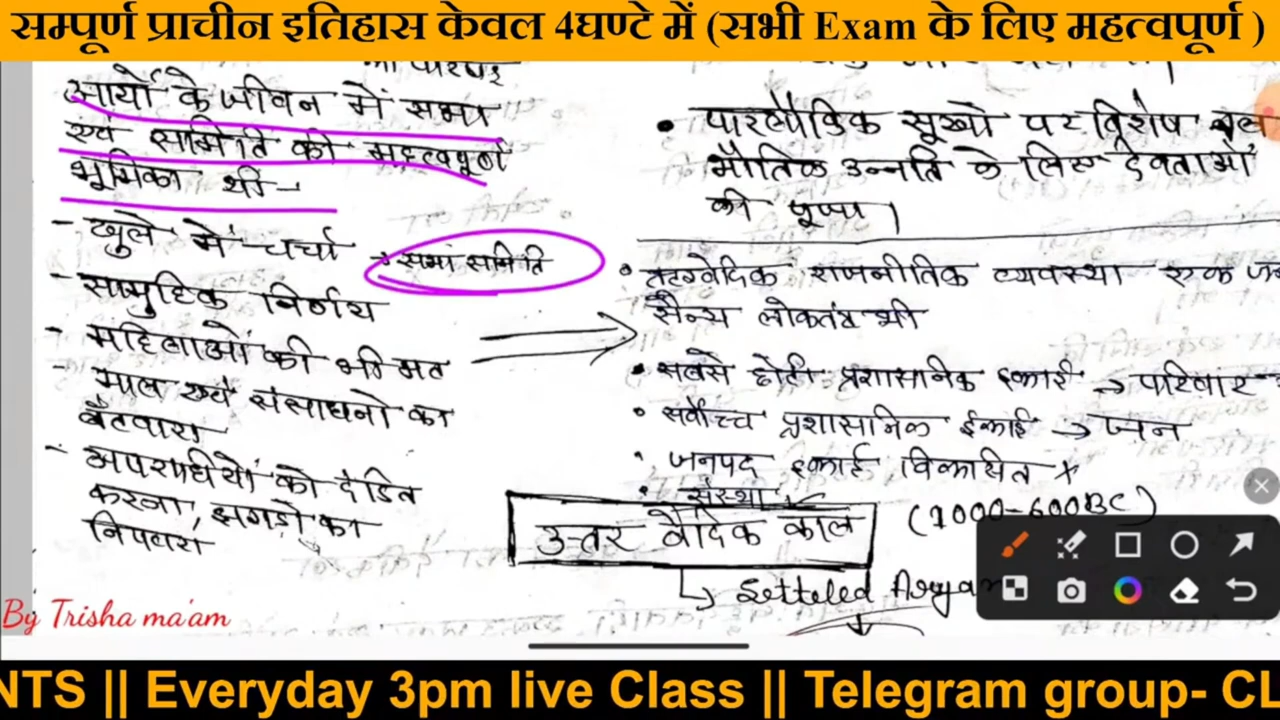 सम्पूर्ण प्राचीन इतिहास केवल 4घण्टे में (सभी Exam के लिए महत्वपूर्ण )
आर्यो के जीवन में सभा
एवं समिति की महत्वपूर्ण
भूमिका थी-
- खुले में चर्चा → सभा समिति
- सामुहिक निर्णय
- महिलाओं की भी मत
- माल एवं संसाधनो का
बँटवारा
- अपराधीयों को दंडित
करना, झगड़ो का
निपटारा
By Trisha ma'am
• पारलौकिक सुखो पर विशेष बल
भौतिक उन्नति के लिए देवताओं
की पूजा।
• ऋग्वेदिक राजनीतिक व्यवस्था एक
सैन्य लोकतंत्र थी
• सबसे छोटी प्रशासनिक इकाई → परिवार
• सर्वोच्च प्रशासनिक ईकाई → जन
• जनपद इकाई विकासित ×
• संस्था
उत्तर वैदिक काल (1000-600BC)
↳ Setteled Aryan
NTS || Everyday 3pm live Class || Telegram group- CL